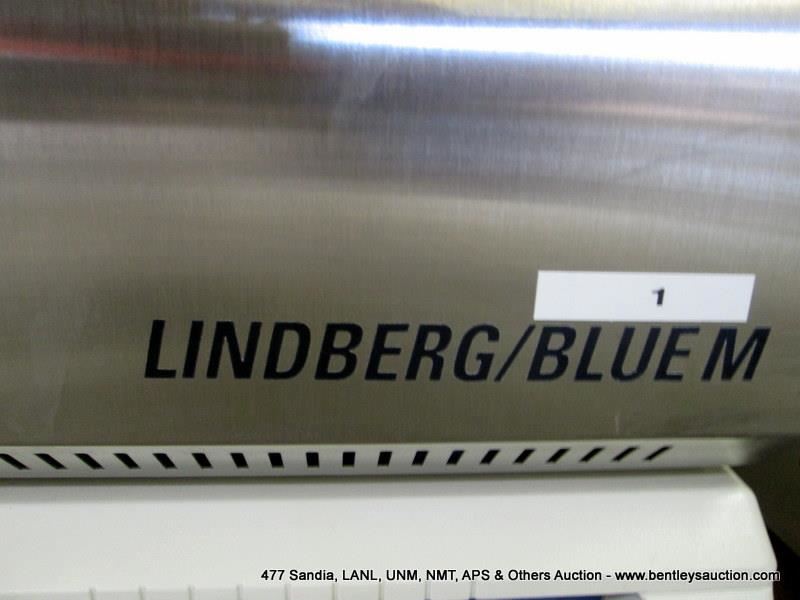 1
LINDBERG/BLUE M
477 Sandia, LANL, UNM, NMT, APS & Others Auction - www.bentleysauction.com